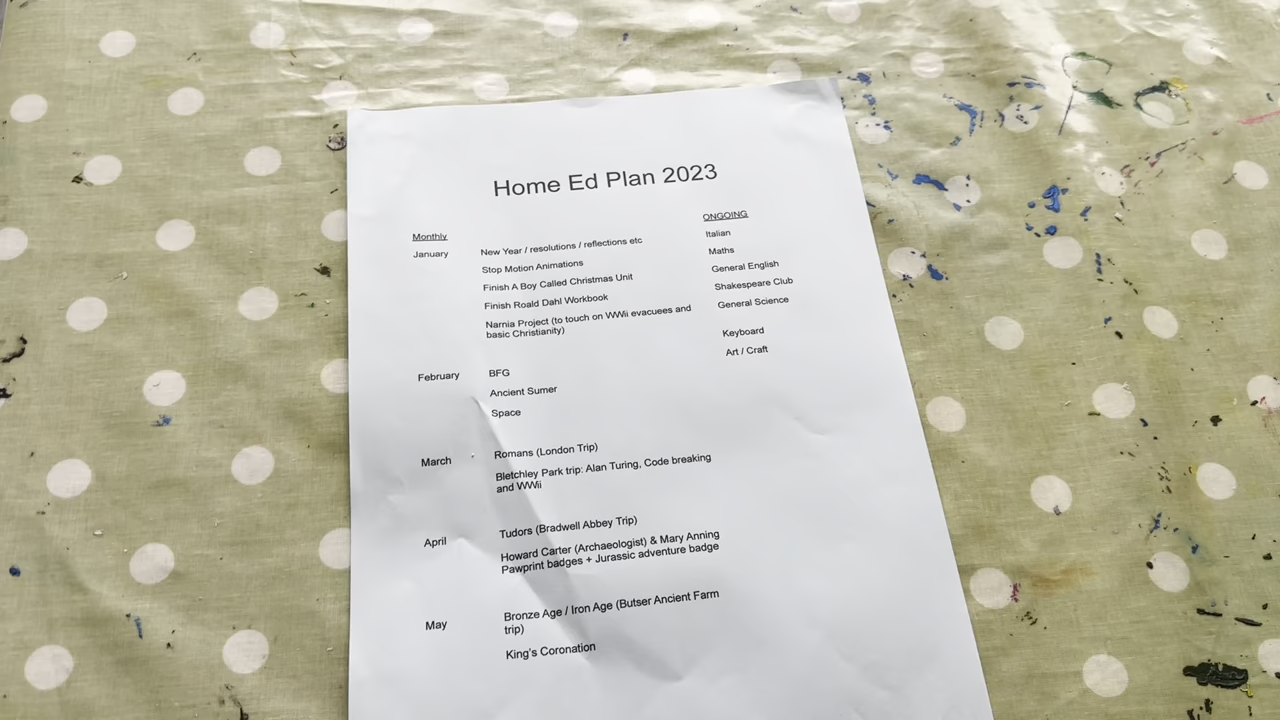 Home Ed Plan 2023
Monthly
January
New Year / resolutions / reflections etc
Stop Motion Animations
Finish A Boy Called Christmas Unit
Finish Roald Dahl Workbook
Narnia Project (to touch on WWii evacuees and
basic Christianity)
ONGOING
Italian
Maths
General English
Shakespeare Club
General Science
Keyboard
Art / Craft
February
BFG
Ancient Sumer
Space
March
Romans (London Trip)
Bletchley Park trip: Alan Turing, Code breaking
and WWii
April
Tudors (Bradwell Abbey Trip)
Howard Carter (Archaeologist) & Mary Anning
Pawprint badges + Jurassic adventure badge
May
Bronze Age / Iron Age (Butser Ancient Farm
trip)
King's Coronation